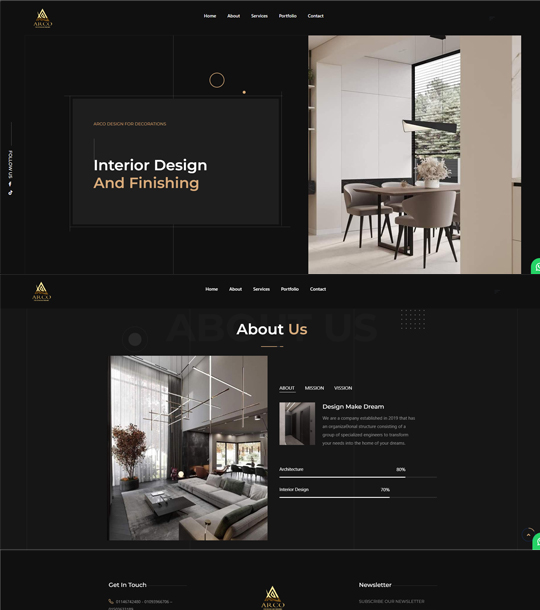 ARCO
Home About Services Portfolio Contact
ARCO DESIGN FOR DECORATIONS
Interior Design
And Finishing
FOLLOW US
ARCO
Home About Services Portfolio Contact
ABOUT US
About Us
ABOUT MISSION VISSION
Design Make Dream
We are a company established in 2019 that has
an organizational structure consisting of a
group of specialized engineers to transform
your needs into the home of your dreams.
Architecture 80%
Interior Design 70%
Get In Touch
ARCO
Newsletter
SUBSCRIBE OUR NEWSLETTER